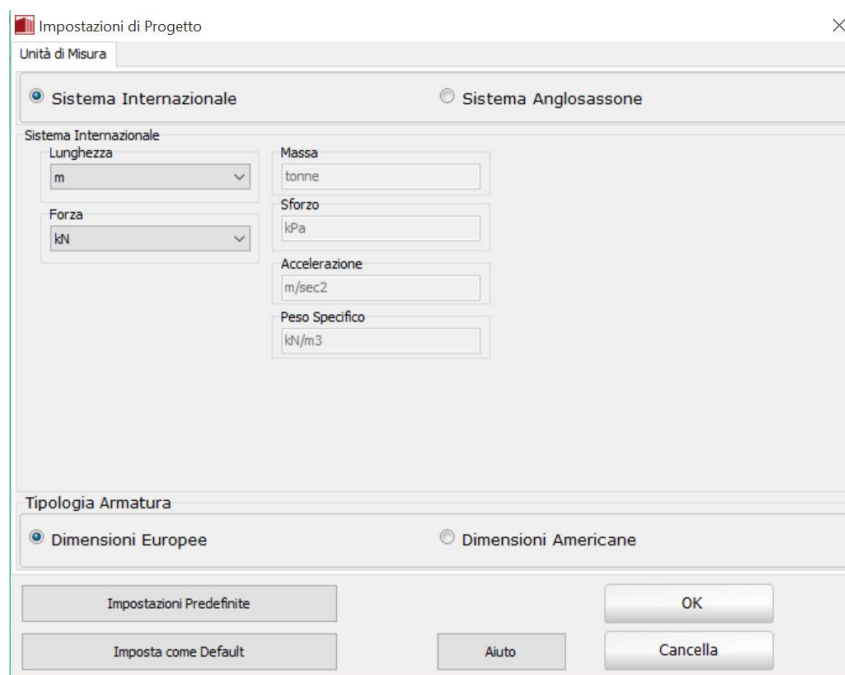 Impostazioni di Progetto
Unità di Misura
Sistema Internazionale Sistema Anglosassone
Sistema Internazionale
Lunghezza Massa
m tonne
Forza Sforzo
kN kPa
Accelerazione
m/sec2
Peso Specifico
kN/m3
Tipologia Armatura
Dimensioni Europee Dimensioni Americane
Impostazioni Predefinite OK
Imposta come Default Aiuto Cancella